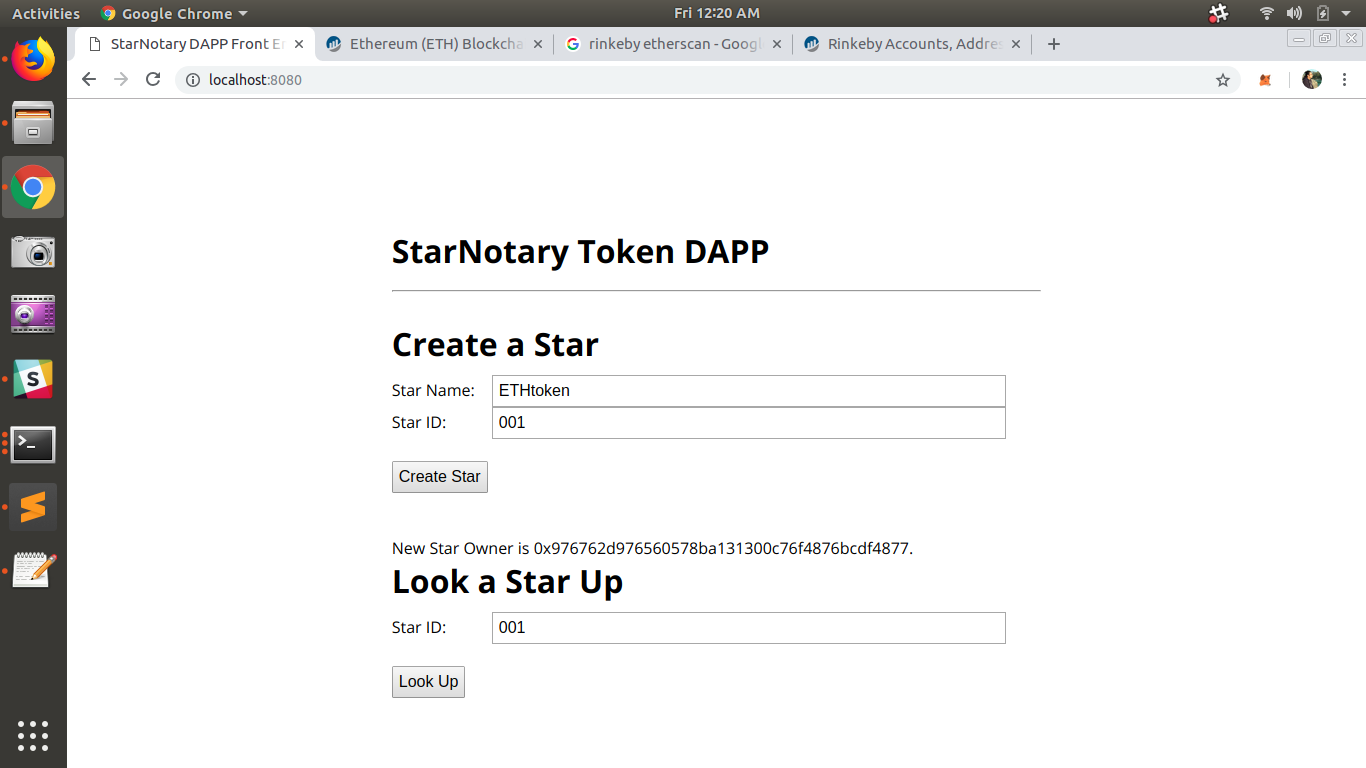 Activities Google Chrome Fri 12:20 AM
StarNotary DAPP Front En Ethereum (ETH) Blockcha rinkeby etherscan - Googl Rinkeby Accounts, Addres
localhost:8080
StarNotary Token DAPP
Create a Star
Star Name: ETHtoken
Star ID: 001
Create Star
New Star Owner is 0x976762d976560578ba131300c76f4876bcdf4877.
Look a Star Up
Star ID: 001
Look Up